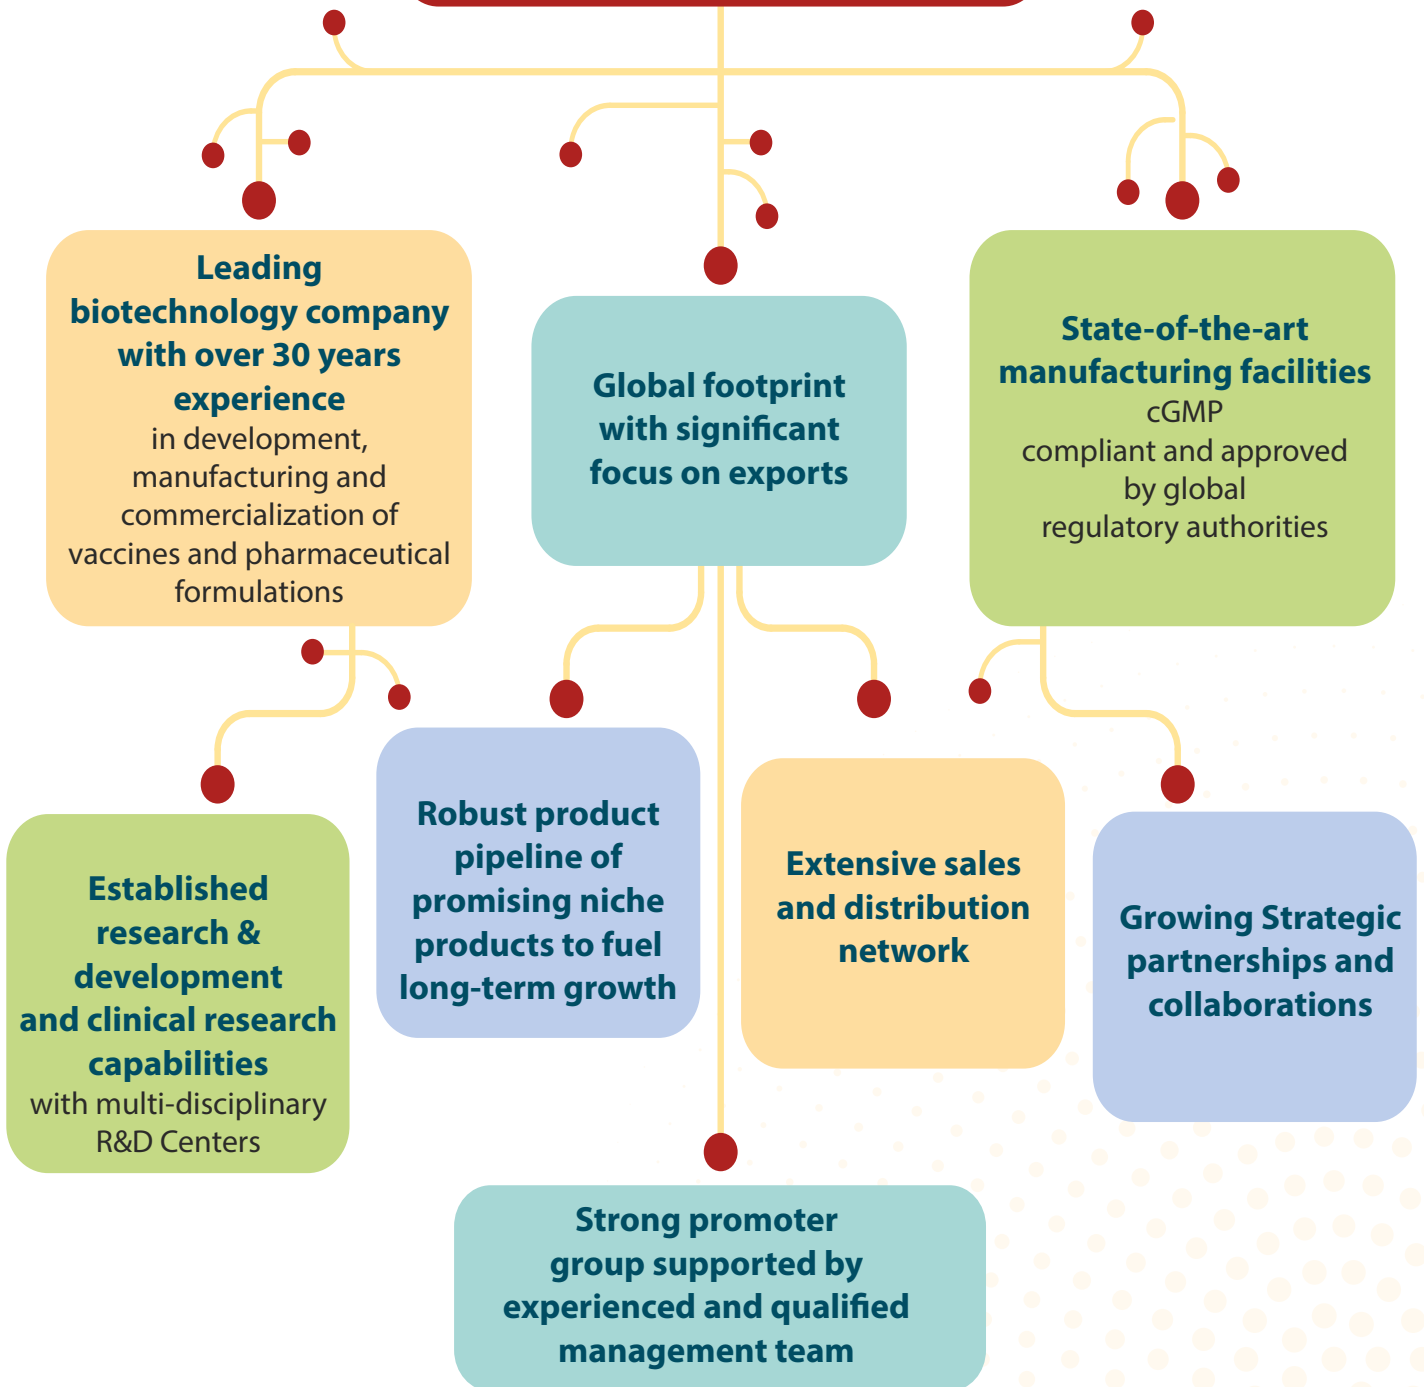 Leading
biotechnology company
with over 30 years
experience
in development,
manufacturing and
commercialization of
vaccines and pharmaceutical
formulations
Global footprint
with significant
focus on exports
State-of-the-art
manufacturing facilities
cGMP
compliant and approved
by global
regulatory authorities
Established
research &
development
and clinical research
capabilities
with multi-disciplinary
R&D Centers
Robust product
pipeline of
promising niche
products to fuel
long-term growth
Extensive sales
and distribution
network
Growing Strategic
partnerships and
collaborations
Strong promoter
group supported by
experienced and qualified
management team